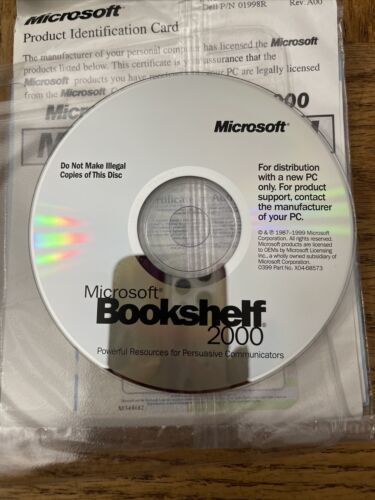 Dell P/N 01998R Rev. A00
Microsoft
Product Identification Card
The manufacturer of your personal computer has licensed the Microsoft
products listed below. This certificate is your assurance that the
Microsoft products you have PC are legally licensed
from the Microsoft
000
Microsoft
Do Not Make Illegal
Copies of This Disc
For distribution
with a new PC
only. For product
support, contact
the manufacturer
of your PC.
© & ℗ 1987–1999 Microsoft
Corporation. All rights reserved.
Microsoft products are licensed
to OEMs by Microsoft Licensing
Inc., a wholly owned subsidiary of
Microsoft Corporation.
0399 Part No. X04-68573
Microsoft®
Bookshelf®
2000
Powerful Resources for Persuasive Communicators